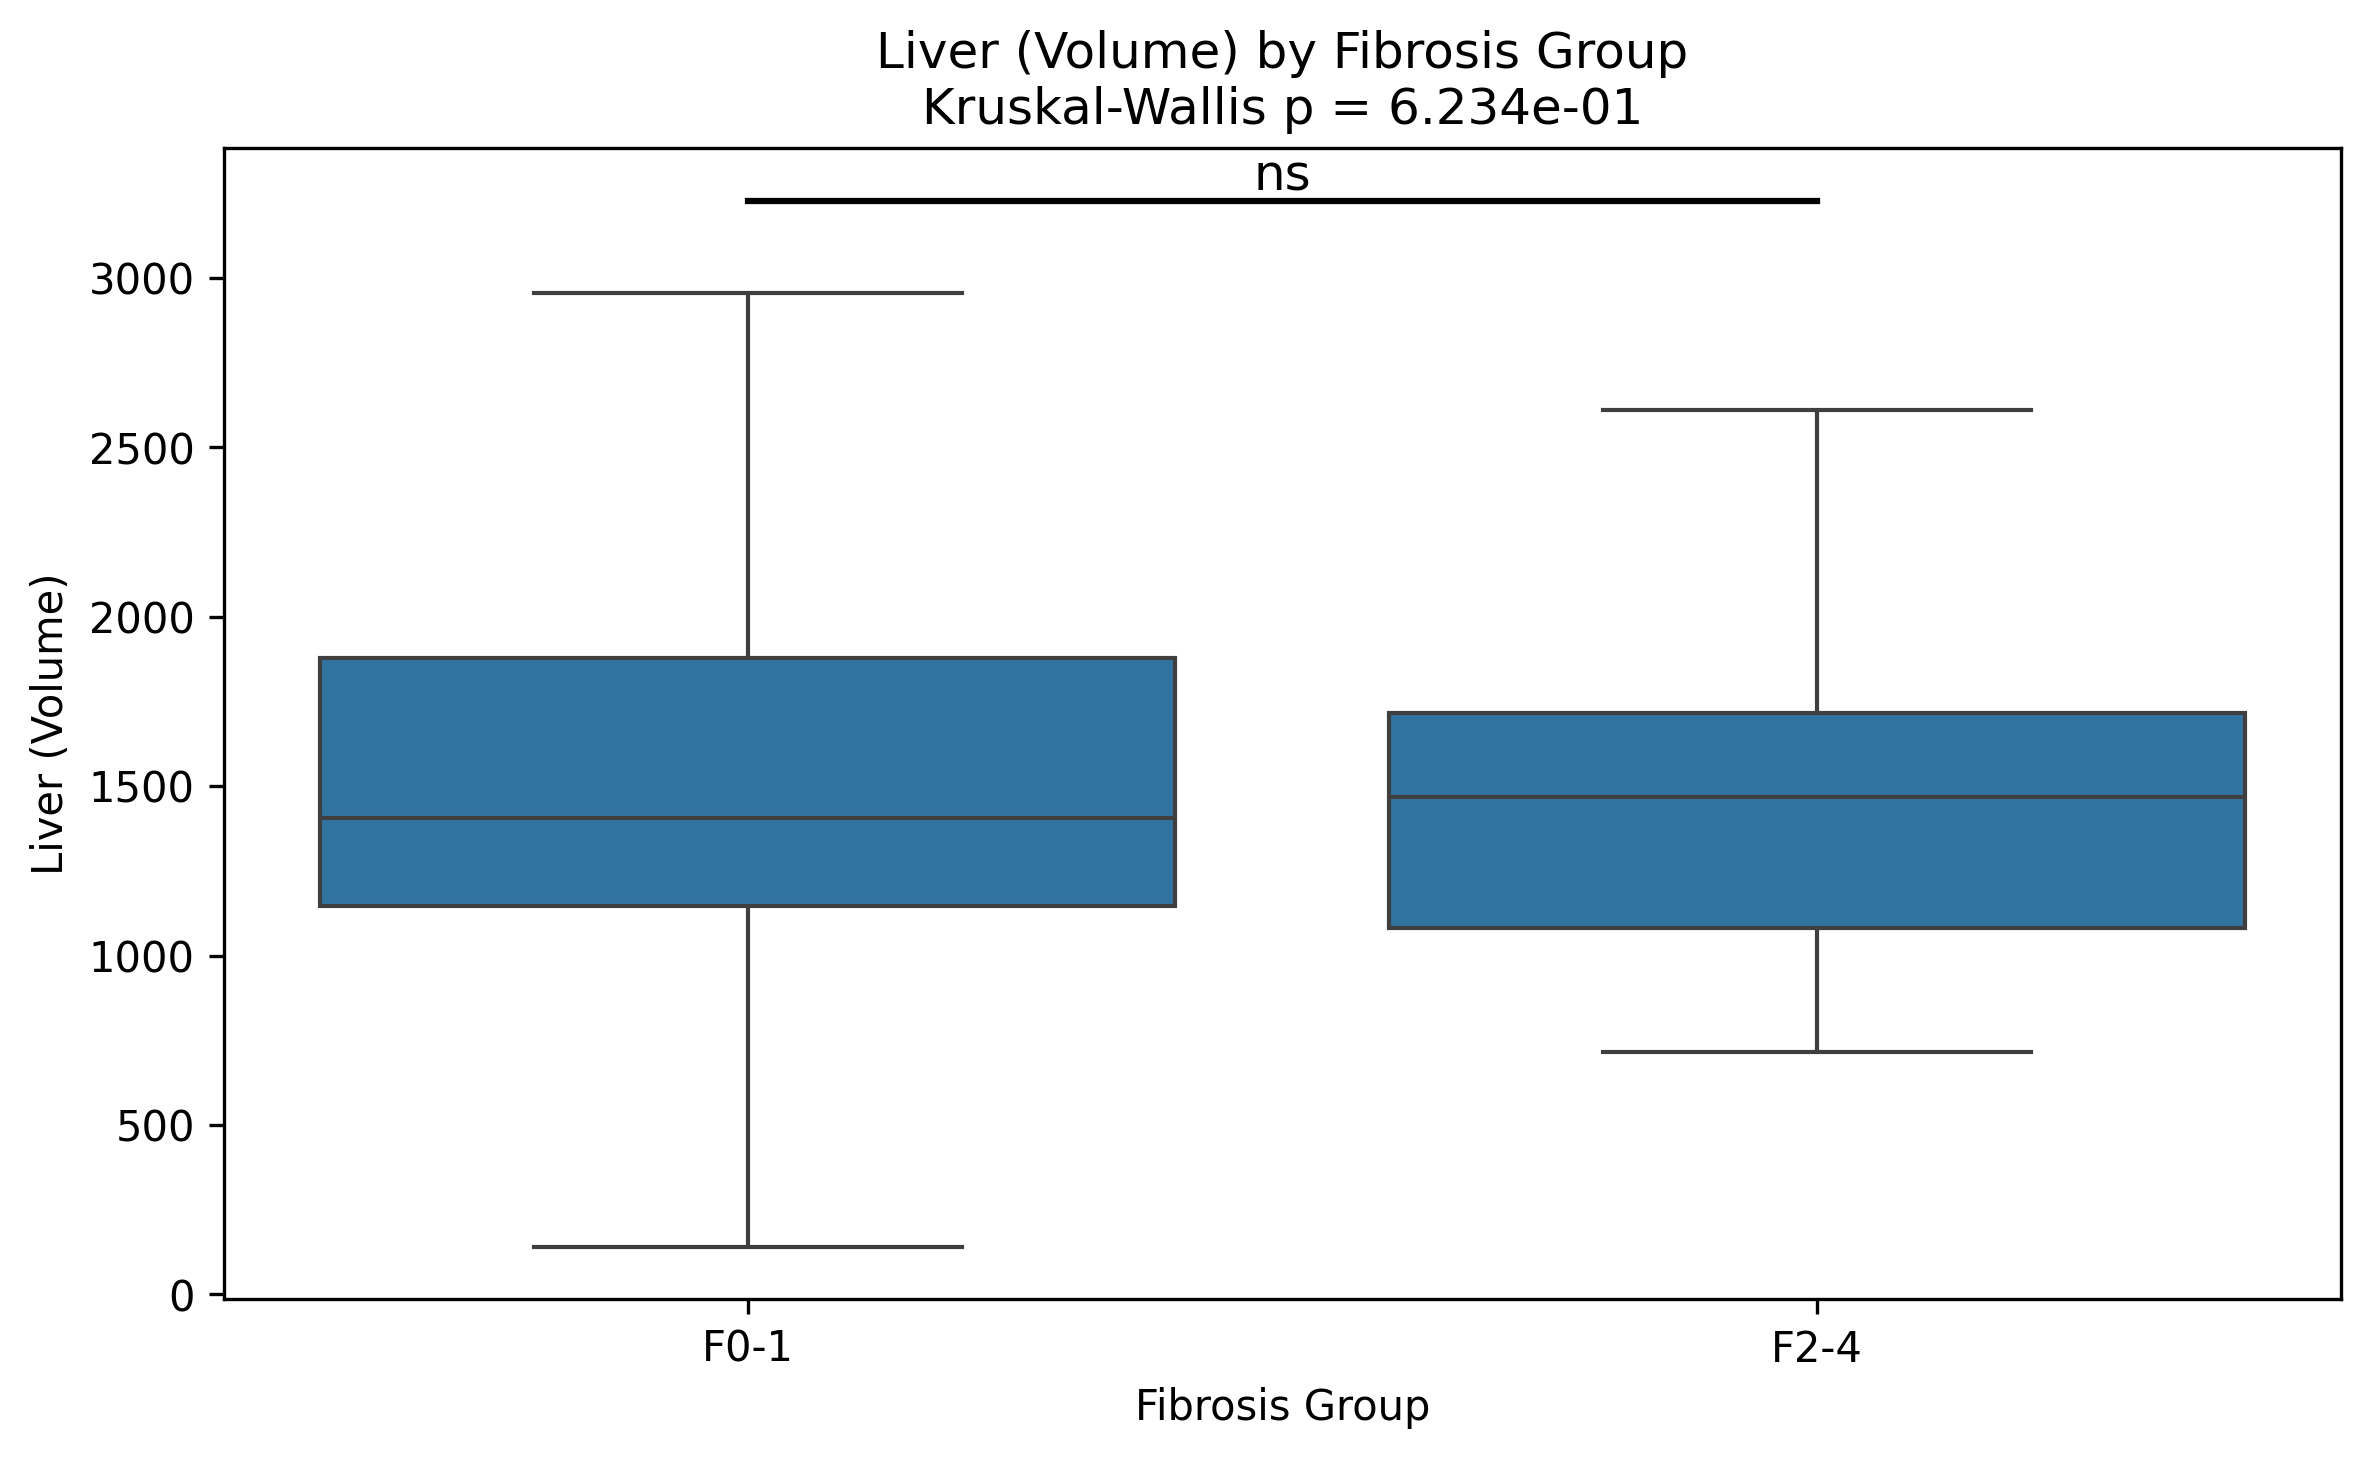 Liver (Volume) by Fibrosis Group
Kruskal-Wallis p = 6.234e-01
ns
3000
2500
2000
1500
1000
500
0
Liver (Volume)
F0-1
F2-4
Fibrosis Group